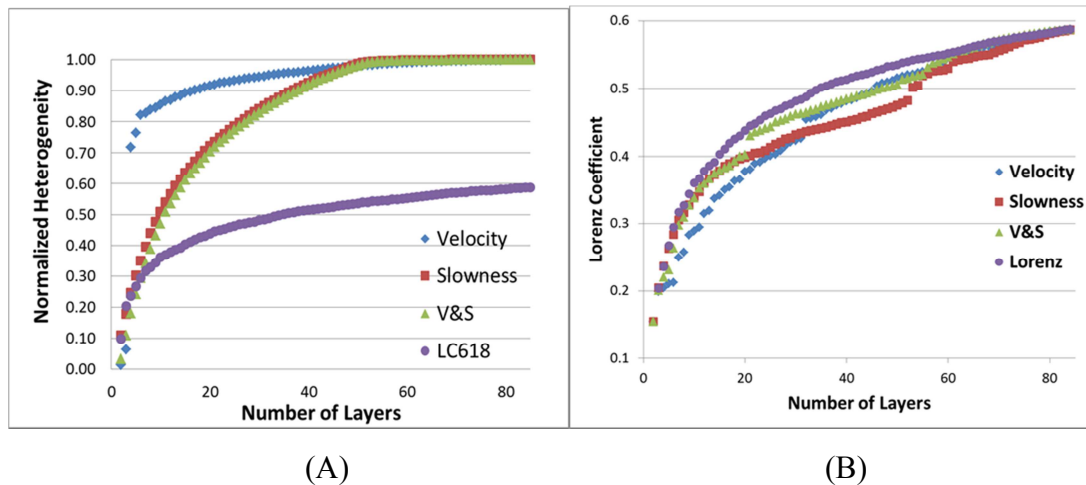 1.00
0.90
0.80
0.70
0.60
0.50
0.40
0.30
0.20
0.10
0.00
Normalized Heterogeneity
0 20 40 60 80
Number of Layers
Velocity
Slowness
V&S
LC618
(A)
0.6
0.5
0.4
0.3
0.2
0.1
Lorenz Coefficient
0 20 40 60 80
Number of Layers
Velocity
Slowness
V&S
Lorenz
(B)